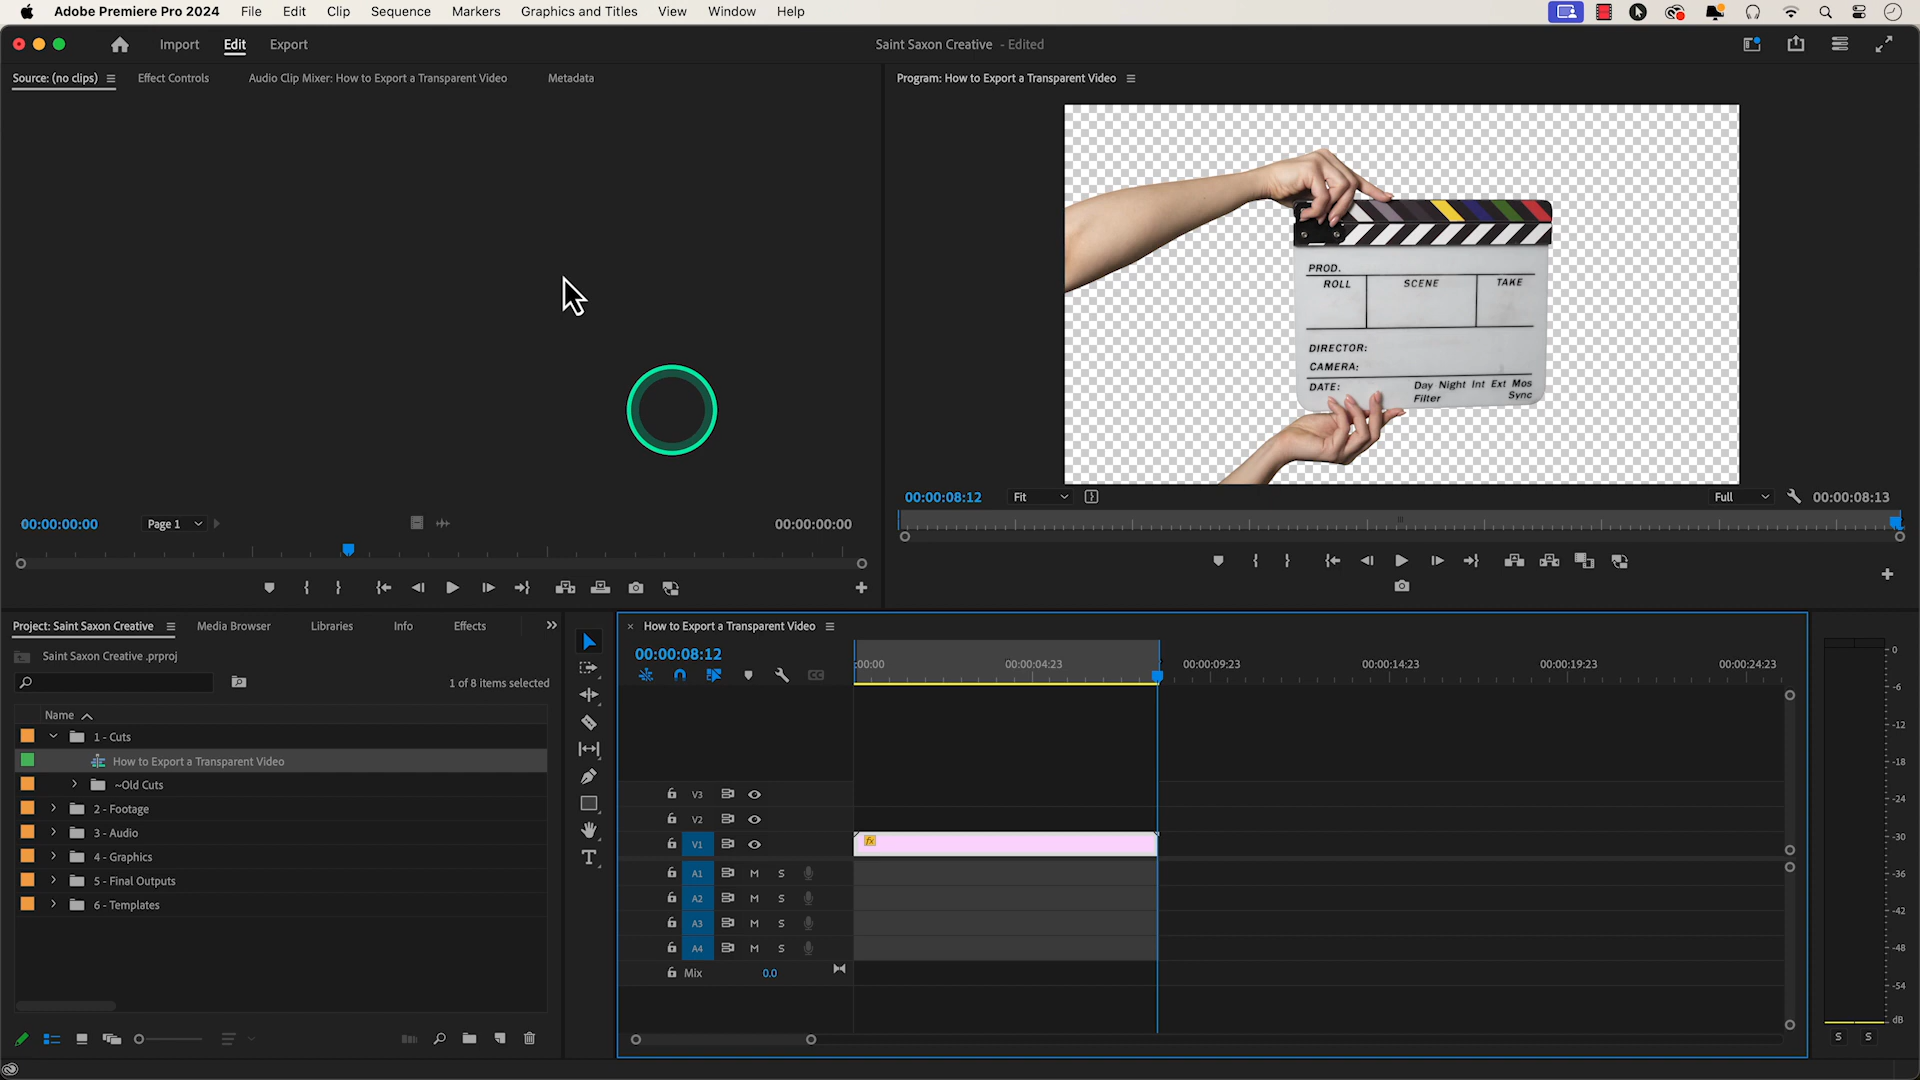 Adobe Premiere Pro 2024 File Edit Clip Sequence Markers Graphics and Titles View Window Help
Import Edit Export Saint Saxon Creative - Edited
Source: (no clips) Effect Controls Audio Clip Mixer: How to Export a Transparent Video Metadata
Program: How to Export a Transparent Video
PROD.
ROLL SCENE TAKE
DIRECTOR:
CAMERA:
DATE: Day Night Int Ext Mos
Filter Sync
00:00:08:12 Fit Full 00:00:08:13
00:00:00:00 Page 1 00:00:00:00
Project: Saint Saxon Creative Media Browser Libraries Info Effects
Saint Saxon Creative .prproj
1 of 8 items selected
Name
1 - Cuts
How to Export a Transparent Video
~Old Cuts
2 - Footage
3 - Audio
4 - Graphics
5 - Final Outputs
6 - Templates
× How to Export a Transparent Video
00:00:08:12
:00:00 00:00:04:23 00:00:09:23 00:00:14:23 00:00:19:23 00:00:24:23
CC
V3
V2
V1 fx
A1 M S
A2 M S
A3 M S
A4 M S
Mix 0.0
0
-6
-12
-18
-24
-30
-36
-42
-48
-54
dB
S S